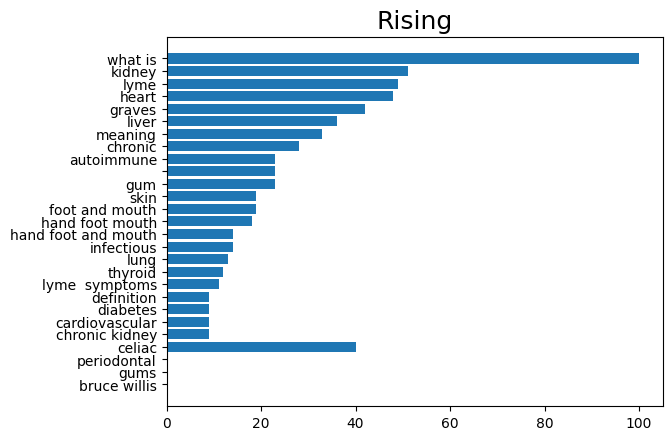 Rising
what is
kidney
lyme
heart
graves
liver
meaning
chronic
autoimmune
gum
skin
foot and mouth
hand foot mouth
hand foot and mouth
infectious
lung
thyroid
lyme  symptoms
definition
diabetes
cardiovascular
chronic kidney
celiac
periodontal
gums
bruce willis
0 20 40 60 80 100